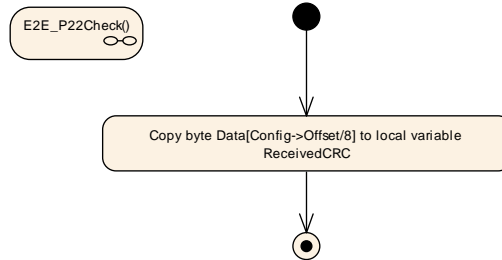 E2E_P22Check()
Copy byte Data[Config->Offset/8] to local variable
ReceivedCRC